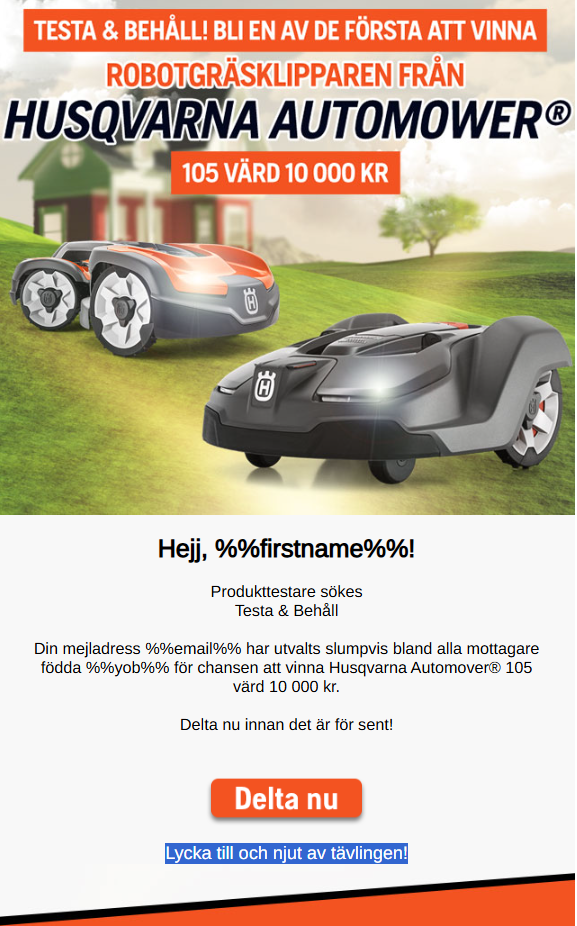 TESTA & BEHÅLL! BLI EN AV DE FÖRSTA ATT VINNA
ROBOTGRÄSKLIPPAREN FRÅN
HUSQVARNA AUTOMOWER®
105 VÄRD 10 000 KR
Hejj, %%firstname%%!
Produkttestare sökes
Testa & Behåll
Din mejladress %%email%% har utvalts slumpvis bland alla mottagare
födda %%yob%% för chansen att vinna Husqvarna Automover® 105
värd 10 000 kr.
Delta nu innan det är för sent!
Delta nu
Lycka till och njut av tävlingen!